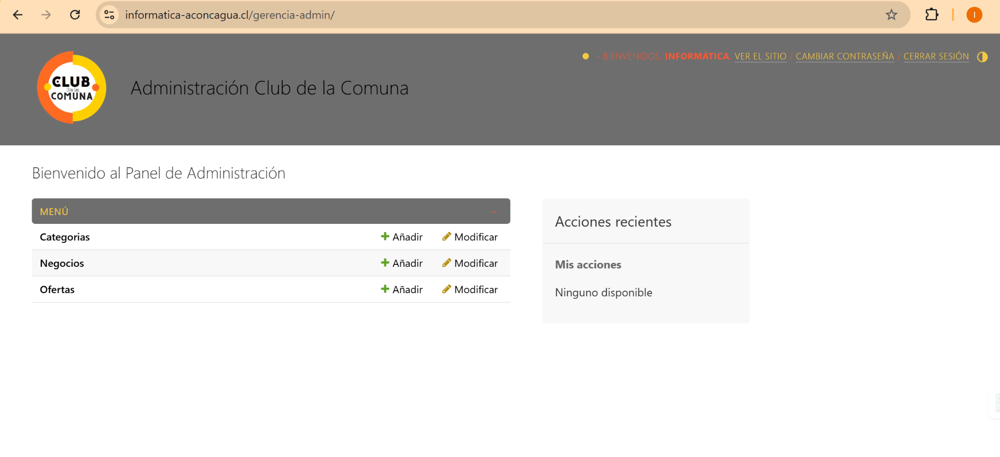 informatica-aconcagua.cl/gerencia-admin/
I
CLUB
De la
COMUNA
Administración Club de la Comuna
- BIENVENIDOS, INFORMÁTICA. VER EL SITIO / CAMBIAR CONTRASEÑA / CERRAR SESIÓN
Bienvenido al Panel de Administración
MENÚ –
Categorias + Añadir Modificar
Negocios + Añadir Modificar
Ofertas + Añadir Modificar
Acciones recientes
Mis acciones
Ninguno disponible